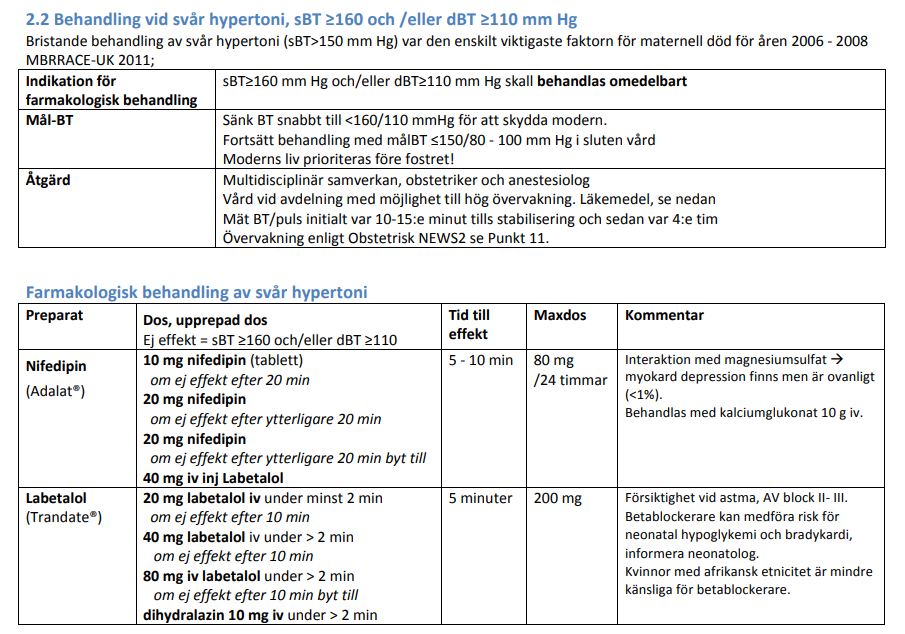 2.2 Behandling vid svår hypertoni, sBT ≥160 och /eller dBT ≥110 mm Hg
Bristande behandling av svår hypertoni (sBT>150 mm Hg) var den enskilt viktigaste faktorn för maternell död för åren 2006 - 2008
MBRRACE-UK 2011;
Indikation för
farmakologisk behandling
sBT≥160 mm Hg och/eller dBT≥110 mm Hg skall behandlas omedelbart
Mål-BT
Sänk BT snabbt till <160/110 mmHg för att skydda modern.
Fortsätt behandling med målBT ≤150/80 - 100 mm Hg i sluten vård
Moderns liv prioriteras före fostret!
Åtgärd
Multidisciplinär samverkan, obstetriker och anestesiolog
Vård vid avdelning med möjlighet till hög övervakning. Läkemedel, se nedan
Mät BT/puls initialt var 10-15:e minut tills stabilisering och sedan var 4:e tim
Övervakning enligt Obstetrisk NEWS2 se Punkt 11.
Farmakologisk behandling av svår hypertoni
Preparat
Dos, upprepad dos
Ej effekt = sBT ≥160 och/eller dBT ≥110
Tid till
effekt
Maxdos
Kommentar
Nifedipin
(Adalat®)
10 mg nifedipin (tablett)
om ej effekt efter 20 min
20 mg nifedipin
om ej effekt efter ytterligare 20 min
20 mg nifedipin
om ej effekt efter ytterligare 20 min byt till
40 mg iv inj Labetalol
5 - 10 min
80 mg
/24 timmar
Interaktion med magnesiumsulfat →
myokard depression finns men är ovanligt
(<1%).
Behandlas med kalciumglukonat 10 g iv.
Labetalol
(Trandate®)
20 mg labetalol iv under minst 2 min
om ej effekt efter 10 min
40 mg labetalol iv under > 2 min
om ej effekt efter 10 min
80 mg iv labetalol under > 2 min
om ej effekt efter 10 min byt till
dihydralazin 10 mg iv under > 2 min
5 minuter
200 mg
Försiktighet vid astma, AV block II- III.
Betablockerare kan medföra risk för
neonatal hypoglykemi och bradykardi,
informera neonatolog.
Kvinnor med afrikansk etnicitet är mindre
känsliga för betablockerare.